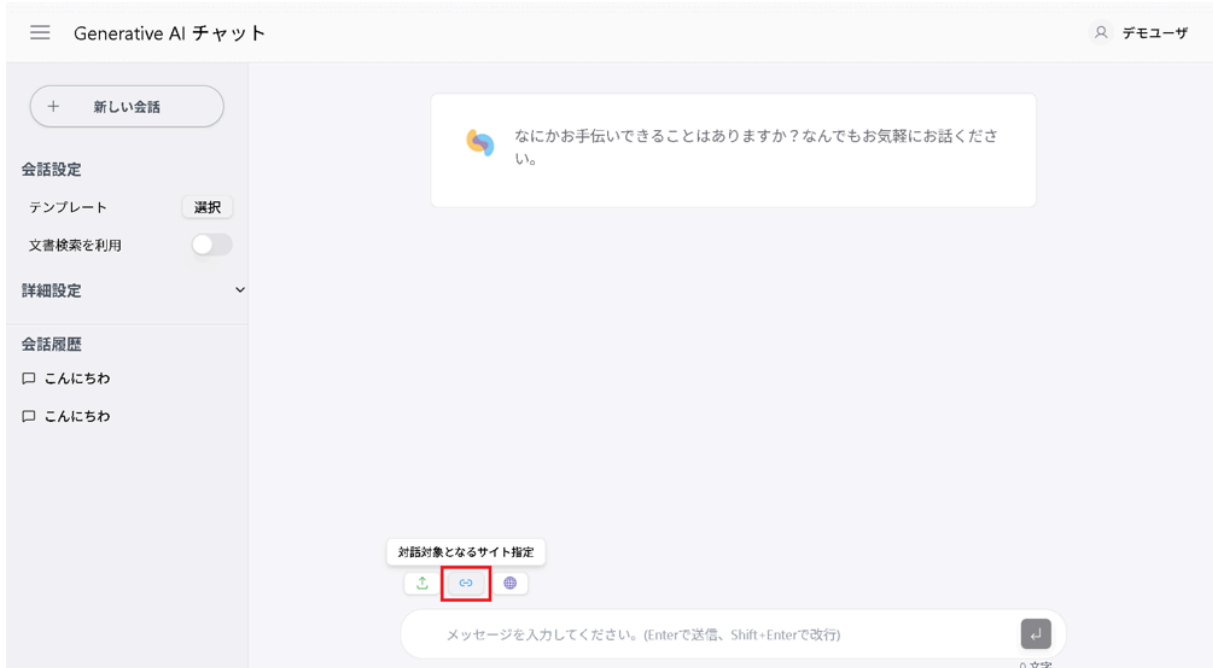 Generative AI チャット
デモユーザ
新しい会話
会話設定
テンプレート
選択
文書検索を利用
詳細設定
会話履歴
こんにちわ
こんにちわ
なにかお手伝いできることはありますか？なんでもお気軽にお話くださ
い。
対話対象となるサイト指定
メッセージを入力してください。(Enterで送信、Shift+Enterで改行)
0 文字